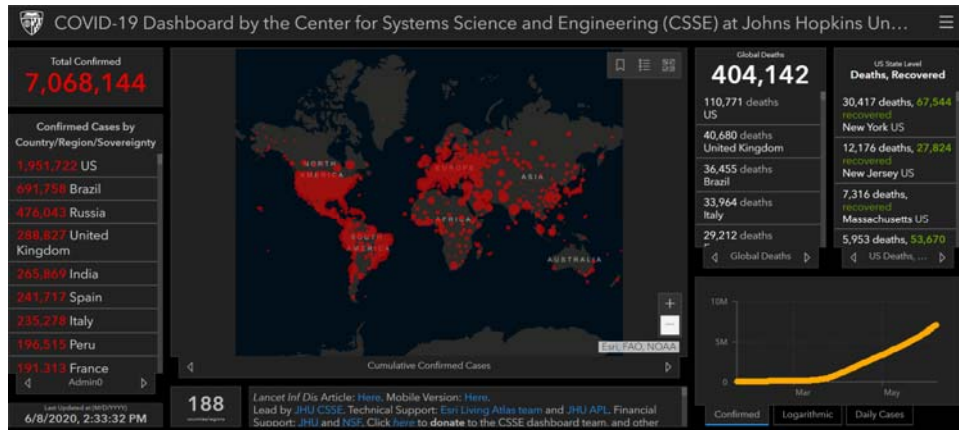 COVID-19 Dashboard by the Center for Systems Science and Engineering (CSSE) at Johns Hopkins Un...
Total Confirmed
7,068,144
Confirmed Cases by
Country/Region/Sovereignty
1,951,722 US
691,758 Brazil
476,043 Russia
288,827 United
Kingdom
265,869 India
241,717 Spain
235,278 Italy
196,515 Peru
191,313 France
Admin0
Last Updated at (M/D/YYYY)
6/8/2020, 2:33:32 PM
NORTH
AMERICA
EUROPE
ASIA
AFRICA
SOUTH
AMERICA
AUSTRALIA
+
−
Esri, FAO, NOAA
Cumulative Confirmed Cases
188
Lancet Inf Dis Article: Here. Mobile Version: Here.
Lead by JHU CSSE. Technical Support: Esri Living Atlas team and JHU APL. Financial
Support: JHU and NSF. Click here to donate to the CSSE dashboard team, and other
Global Deaths
404,142
110,771 deaths
US
40,680 deaths
United Kingdom
36,455 deaths
Brazil
33,964 deaths
Italy
29,212 deaths
Global Deaths
US State Level
Deaths, Recovered
30,417 deaths, 67,544
recovered
New York US
12,176 deaths, 27,824
recovered
New Jersey US
7,316 deaths,
recovered
Massachusetts US
5,953 deaths, 53,670
US Deaths, ...
10M
5M
0
Mar
May
Confirmed
Logarithmic
Daily Cases